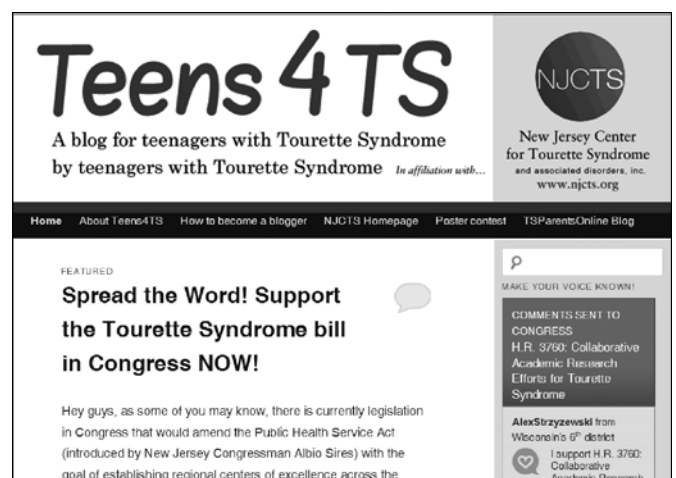 Teens 4 TS
A blog for teenagers with Tourette Syndrome
by teenagers with Tourette Syndrome In affiliation with...
NJCTS
New Jersey Center
for Tourette Syndrome
and associated disorders, inc.
www.njcts.org
Home About Teens4TS How to become a blogger NJCTS Homepage Poster contest TSParentsOnline Blog
FEATURED
Spread the Word! Support
the Tourette Syndrome bill
in Congress NOW!
Hey guys, as some of you may know, there is currently legislation
in Congress that would amend the Public Health Service Act
(introduced by New Jersey Congressman Albio Sires) with the
goal of establishing regional centers of excellence across the
MAKE YOUR VOICE KNOWN!
COMMENTS SENT TO
CONGRESS
H.R. 3760: Collaborative
Academic Research
Efforts for Tourette
Syndrome
AlexStrzyzewski from
Wisconsin's 6th district
I support H.R. 3760:
Collaborative
Academic Research